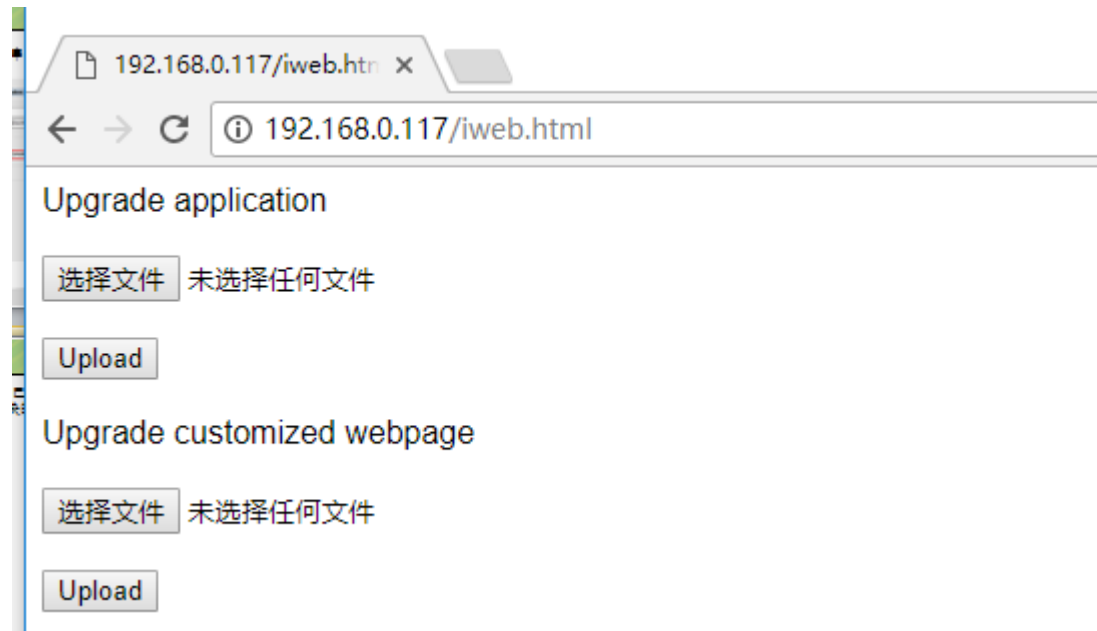 192.168.0.117/iweb.htn
192.168.0.117/iweb.html
Upgrade application
选择文件 未选择任何文件
Upload
Upgrade customized webpage
选择文件 未选择任何文件
Upload